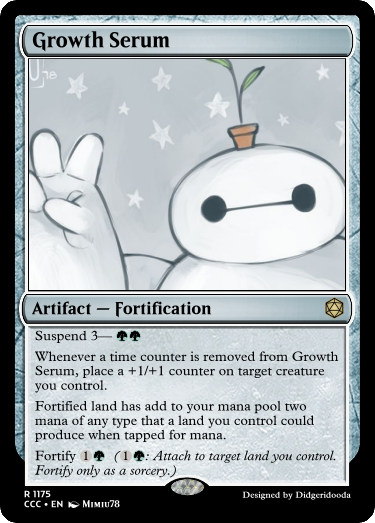 Growth Serum
Artifact — Fortification
Suspend 3—
Whenever a time counter is removed from Growth
Serum, place a +1/+1 counter on target creature
you control.
Fortified land has add to your mana pool two
mana of any type that a land you control could
produce when tapped for mana.
Fortify 1 (1 : Attach to target land you control.
Fortify only as a sorcery.)
R 1175
CCC • EN Mimiu78
Designed by Didgeridooda